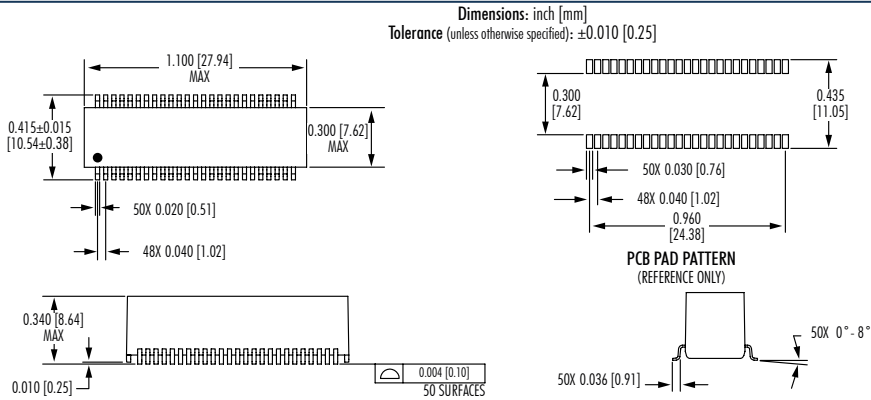 Dimensions: inch [mm]
Tolerance (unless otherwise specified): ±0.010 [0.25]
1.100 [27.94]
MAX
0.415±0.015
[10.54±0.38]
0.300 [7.62]
MAX
50X 0.020 [0.51]
48X 0.040 [1.02]
0.300
[7.62]
0.435
[11.05]
50X 0.030 [0.76]
48X 0.040 [1.02]
0.960
[24.38]
PCB PAD PATTERN
(REFERENCE ONLY)
0.340 [8.64]
MAX
0.010 [0.25]
0.004 [0.10]
50 SURFACES
50X 0°- 8°
50X 0.036 [0.91]